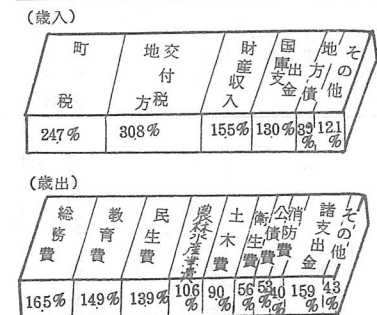 (歳入)
町税 地方交付税 財産収入 国庫支出金 地方債 その他
24.7% 30.8% 15.5% 13.0% 3.9% 12.1%
(歳出)
総務費 教育費 民生費 農林水産業費 土木費 衛生費 公債費 消防費 諸支出金 その他
16.5% 14.9% 13.9% 10.6% 9.0% 5.6% 5.3% 4.0 15.9% 4.3%